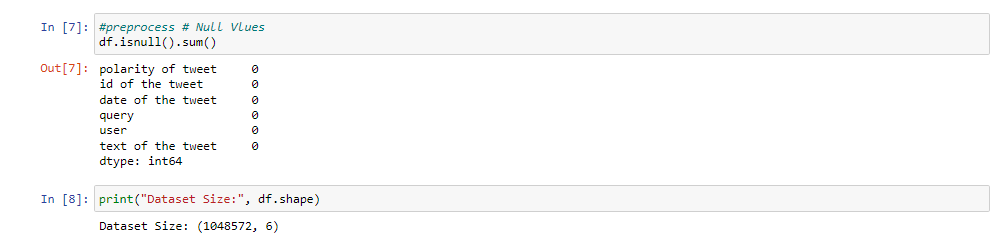 In [7]: #preprocess # Null Vlues
df.isnull().sum()
Out[7]: polarity of tweet 0
id of the tweet 0
date of the tweet 0
query 0
user 0
text of the tweet 0
dtype: int64
In [8]: print("Dataset Size:", df.shape)
Dataset Size: (1048572, 6)